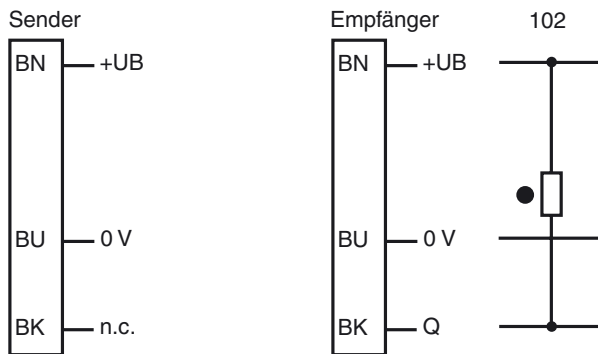 Sender
BN +UB
BU 0 V
BK n.c.
Empfänger
BN +UB
BU 0 V
BK Q
102